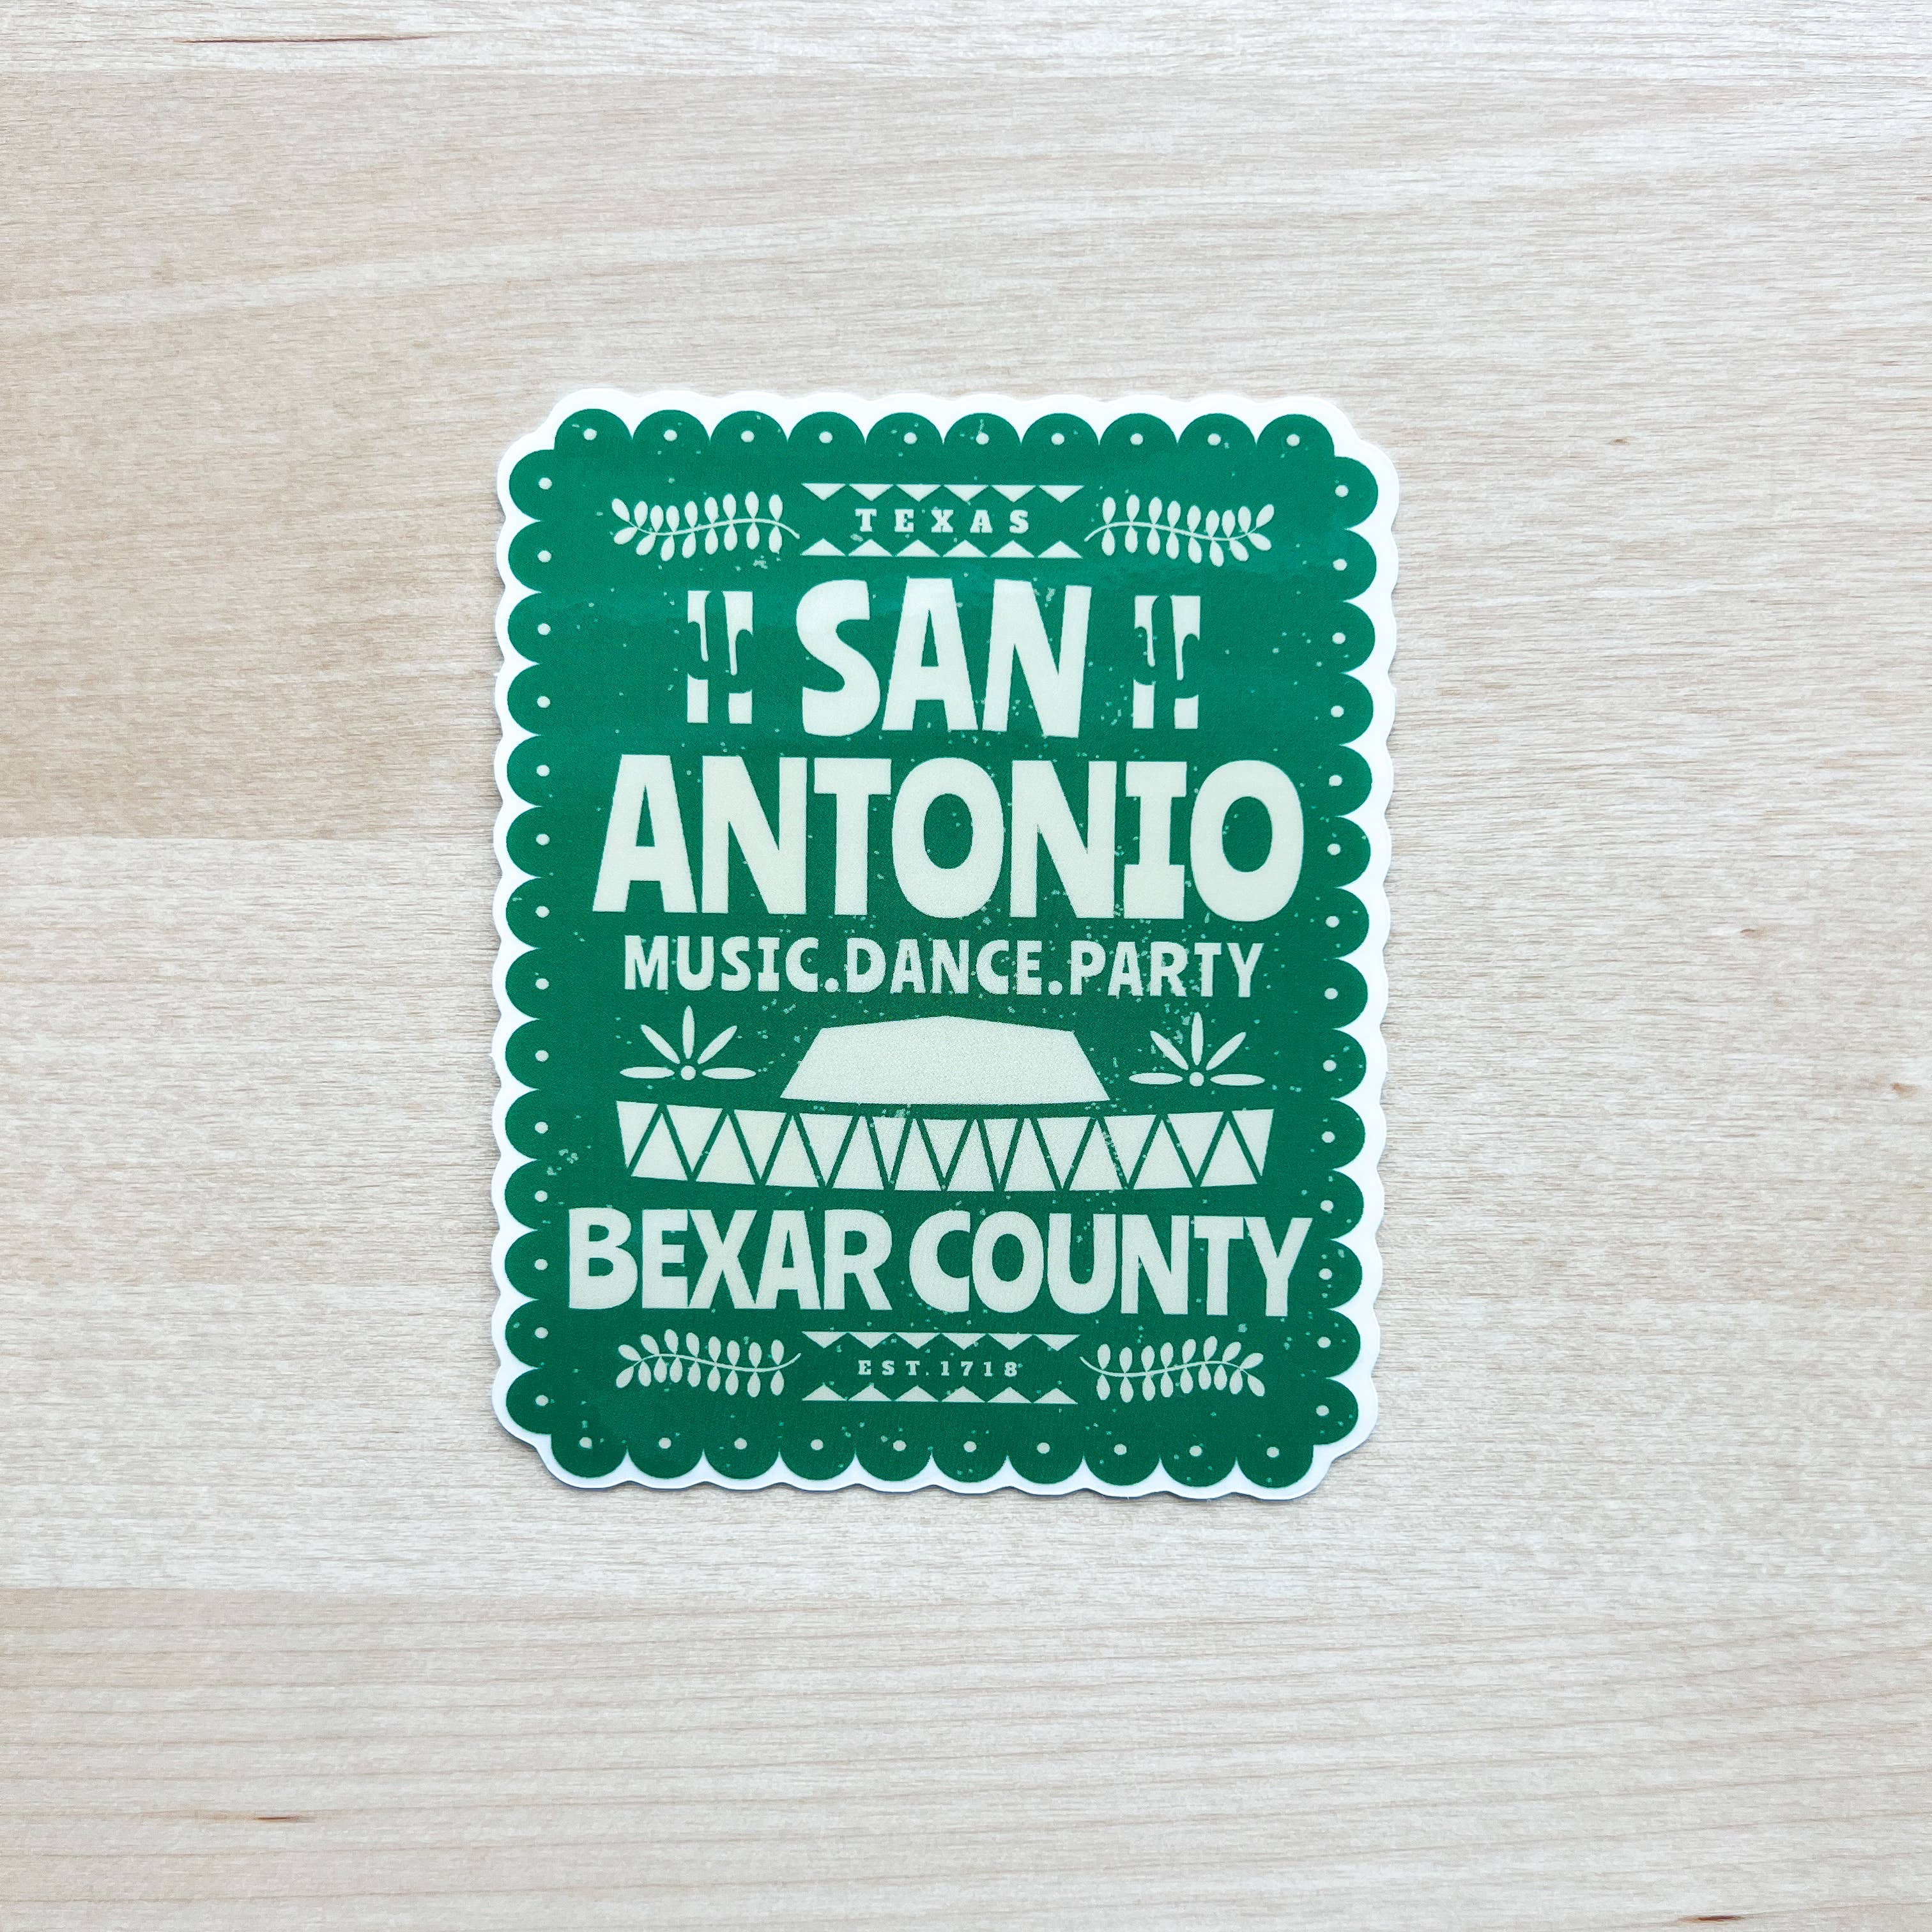 TEXAS
SAN
ANTONIO
MUSIC.DANCE.PARTY
BEXAR COUNTY
EST.1718